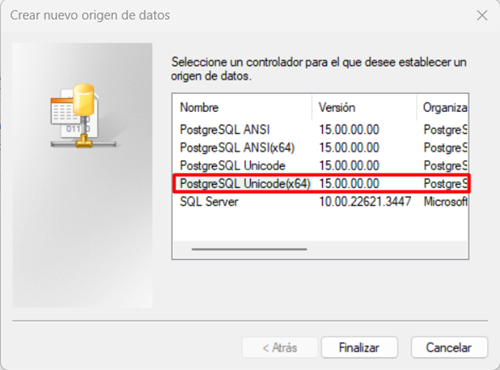 Crear nuevo origen de datos
Seleccione un controlador para el que desee establecer un
origen de datos.
Nombre Versión Organiza
PostgreSQL ANSI 15.00.00.00 PostgreS
PostgreSQL ANSI(x64) 15.00.00.00 PostgreS
PostgreSQL Unicode 15.00.00.00 PostgreS
PostgreSQL Unicode(x64) 15.00.00.00 PostgreS
SQL Server 10.00.22621.3447 Microsoft
< Atrás Finalizar Cancelar